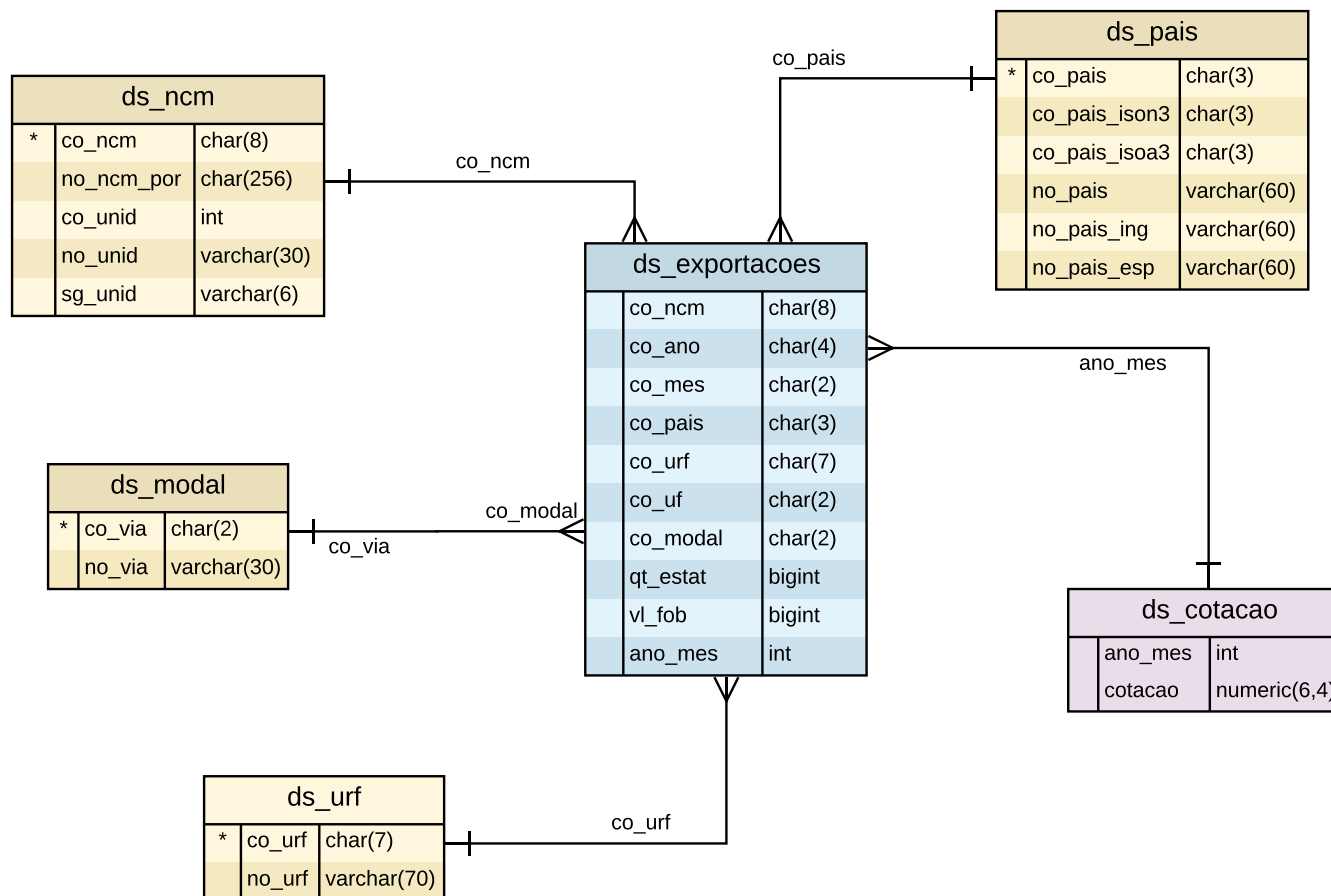 ds_pais
* co_pais char(3)
co_pais_ison3 char(3)
co_pais_isoa3 char(3)
no_pais varchar(60)
no_pais_ing varchar(60)
no_pais_esp varchar(60)
co_pais
ds_ncm
* co_ncm char(8)
no_ncm_por char(256)
co_unid int
no_unid varchar(30)
sg_unid varchar(6)
co_ncm
ds_exportacoes
co_ncm char(8)
co_ano char(4)
co_mes char(2)
co_pais char(3)
co_urf char(7)
co_uf char(2)
co_modal char(2)
qt_estat bigint
vl_fob bigint
ano_mes int
ano_mes
ds_modal
* co_via char(2)
no_via varchar(30)
co_modal
co_via
ds_cotacao
ano_mes int
cotacao numeric(6,4)
ds_urf
* co_urf char(7)
no_urf varchar(70)
co_urf